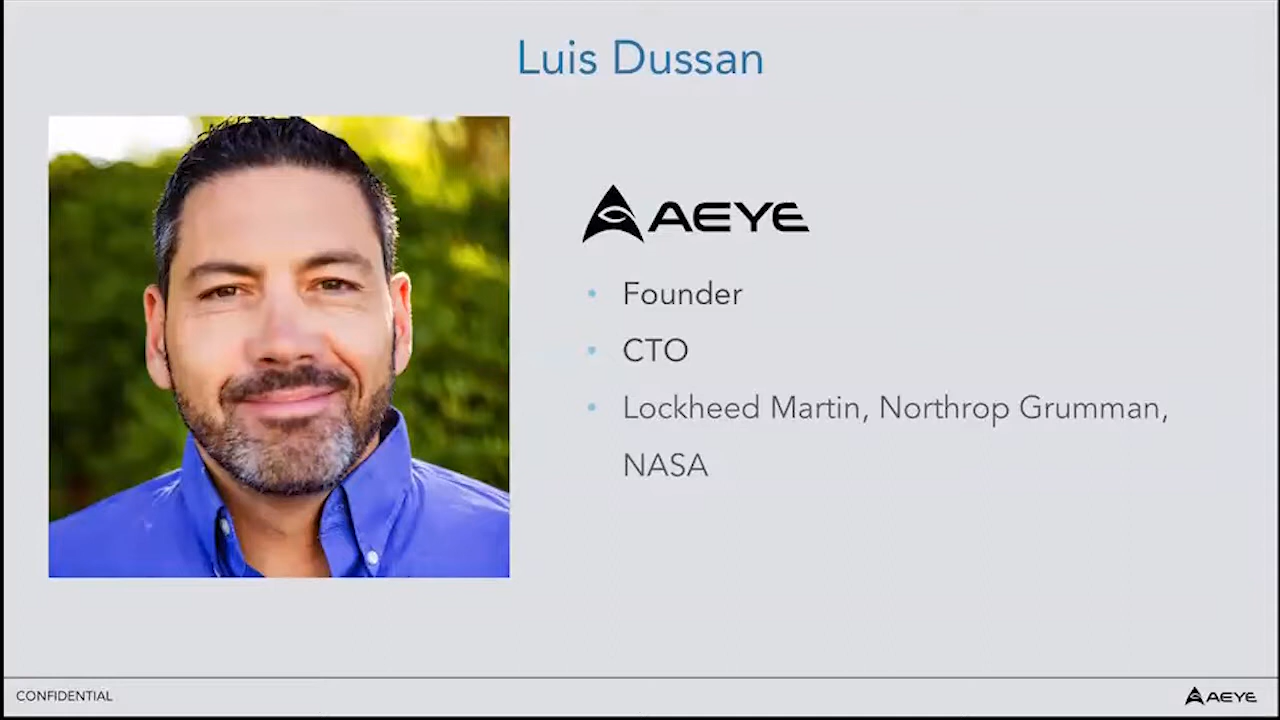 Luis Dussan
AEYE
• Founder
• CTO
• Lockheed Martin, Northrop Grumman,
NASA
CONFIDENTIAL
AEYE